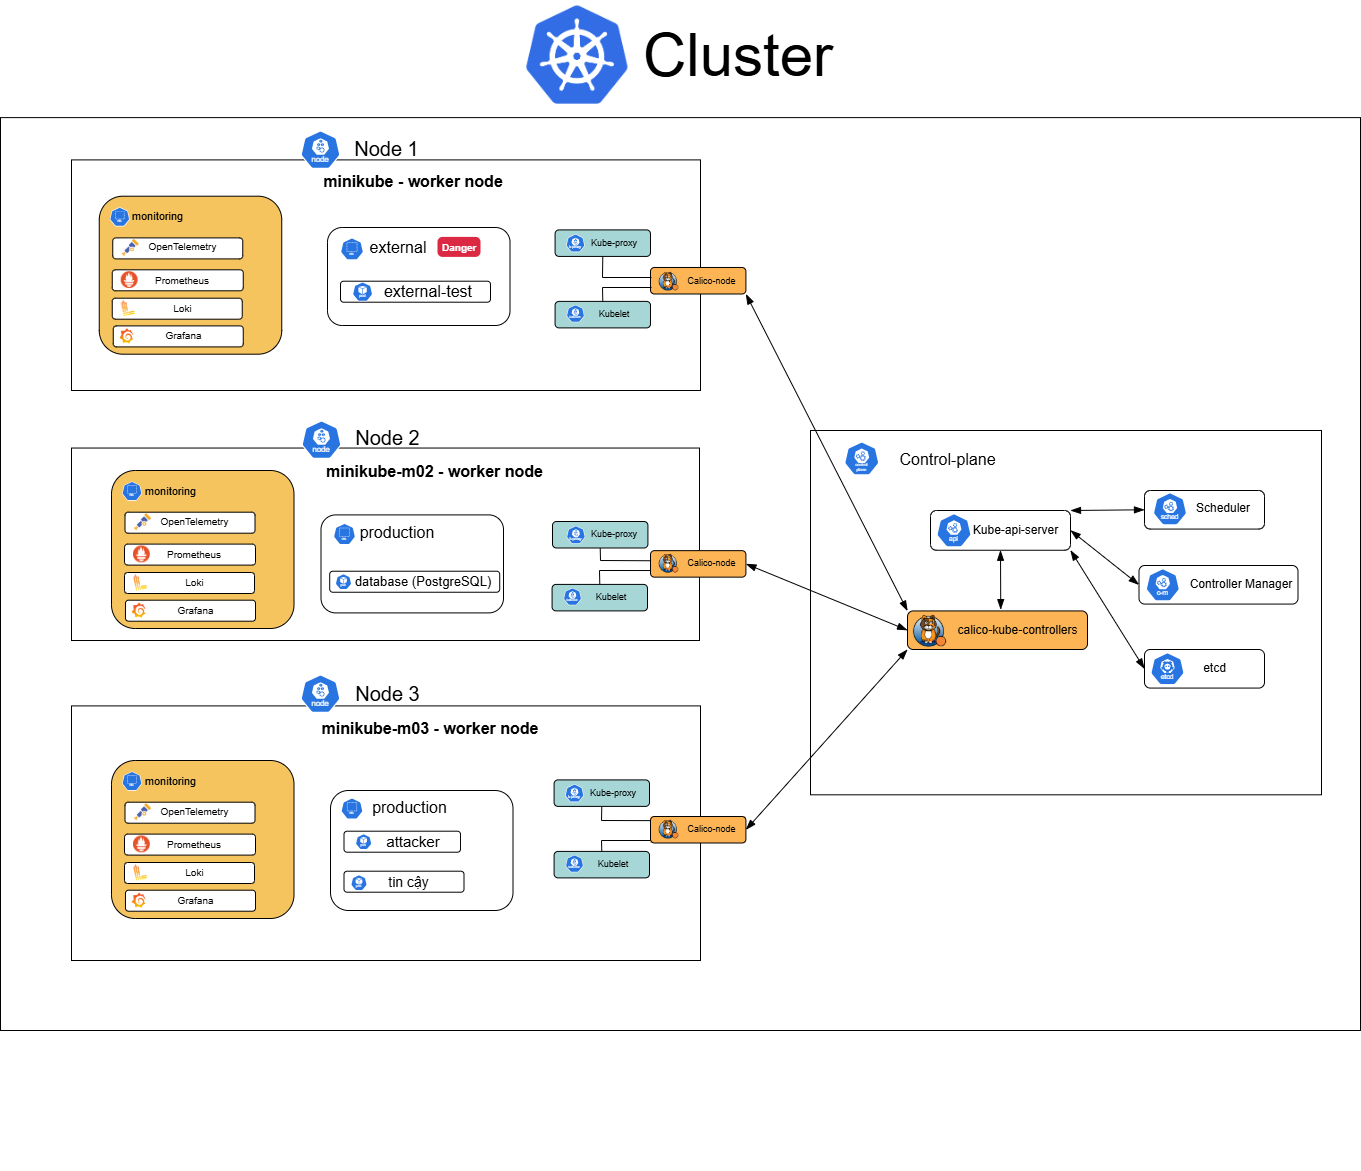 Cluster
node
Node 1
minikube - worker node
monitoring
OpenTelemetry
Prometheus
Loki
Grafana
external
Danger
external-test
Kube-proxy
Calico-node
Kubelet
node
Node 2
minikube-m02 - worker node
monitoring
OpenTelemetry
Prometheus
Loki
Grafana
production
database (PostgreSQL)
Kube-proxy
Calico-node
Kubelet
node
Node 3
minikube-m03 - worker node
monitoring
OpenTelemetry
Prometheus
Loki
Grafana
production
attacker
tin cậy
Kube-proxy
Calico-node
Kubelet
Control-plane
api
Kube-api-server
sched
Scheduler
c-m
Controller Manager
calico-kube-controllers
etcd
etcd